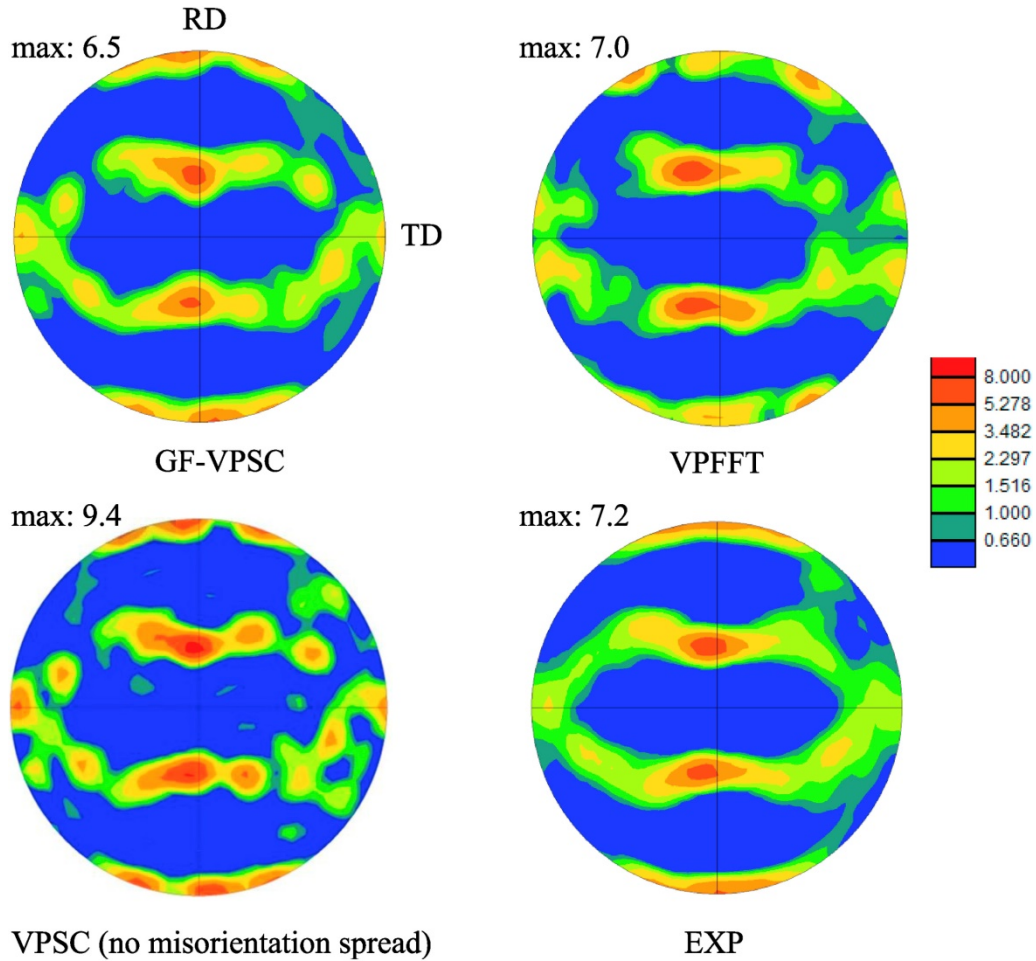 RD
max: 6.5
max: 7.0
TD
GF-VPSC
VPFFT
8.000
5.278
3.482
2.297
1.516
1.000
0.660
max: 9.4
max: 7.2
VPSC (no misorientation spread)
EXP